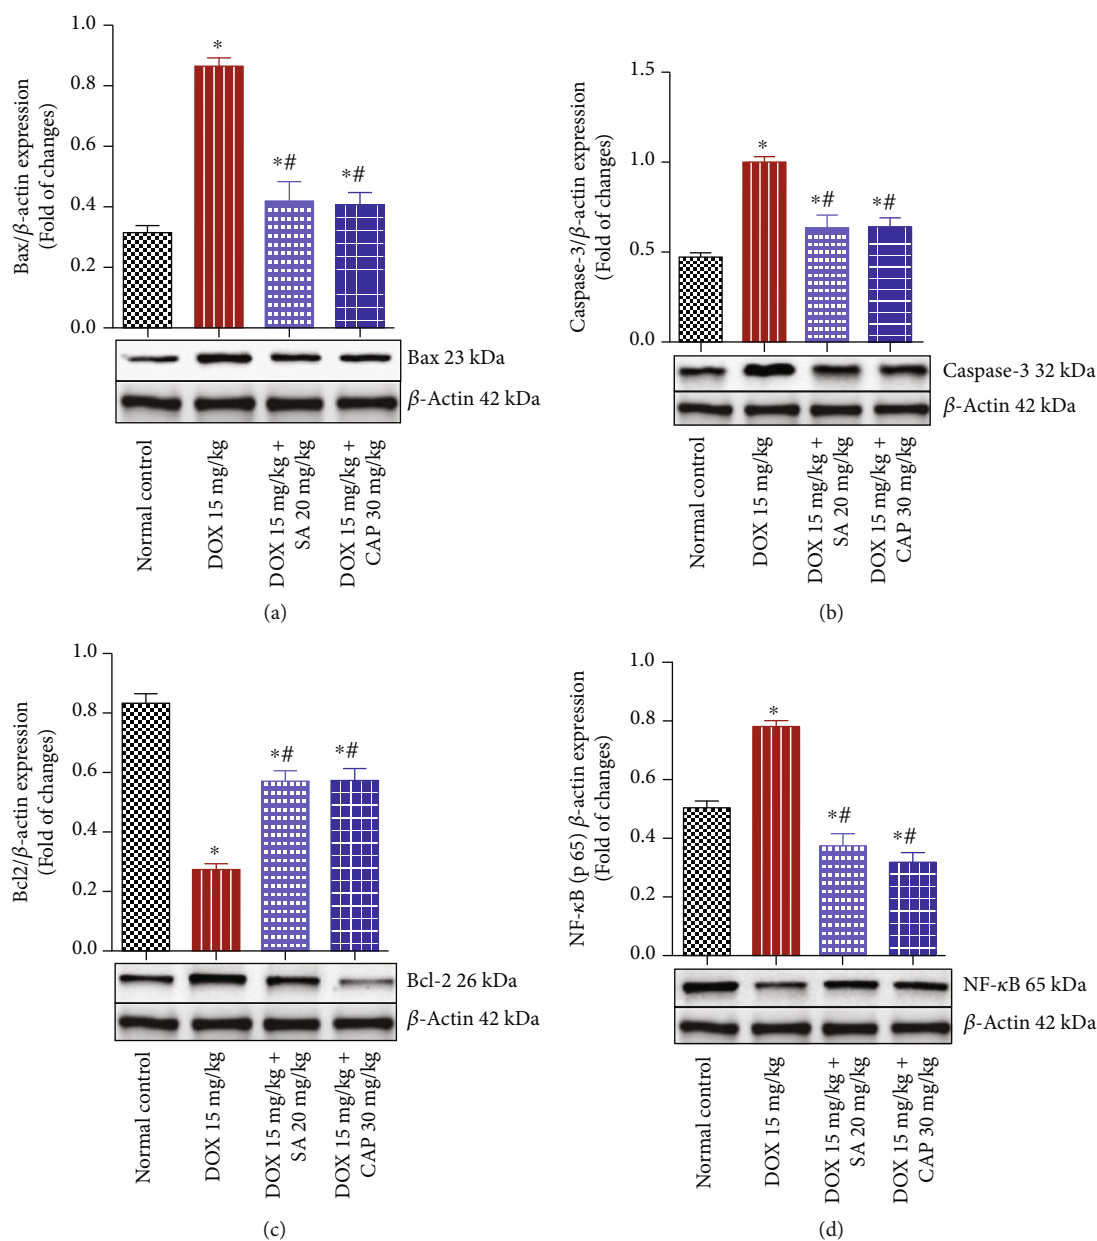 Bax/β-actin expression
(Fold of changes)
1.0
0.8
0.6
0.4
0.2
0.0
*
*#
*#
Bax 23 kDa
β-Actin 42 kDa
Normal control
DOX 15 mg/kg
DOX 15 mg/kg +
SA 20 mg/kg
DOX 15 mg/kg +
CAP 30 mg/kg
(a)
Caspase-3/β-actin expression
(Fold of changes)
1.5
1.0
0.5
0.0
*
*#
*#
Caspase-3 32 kDa
β-Actin 42 kDa
Normal control
DOX 15 mg/kg
DOX 15 mg/kg +
SA 20 mg/kg
DOX 15 mg/kg +
CAP 30 mg/kg
(b)
Bcl2/β-actin expression
(Fold of changes)
1.0
0.8
0.6
0.4
0.2
0.0
*
*#
*#
Bcl-2 26 kDa
β-Actin 42 kDa
Normal control
DOX 15 mg/kg
DOX 15 mg/kg +
SA 20 mg/kg
DOX 15 mg/kg +
CAP 30 mg/kg
(c)
NF-κB (p 65) β-actin expression
(Fold of changes)
1.0
0.8
0.6
0.4
0.2
0.0
*
*#
*#
NF-κB 65 kDa
β-Actin 42 kDa
Normal control
DOX 15 mg/kg
DOX 15 mg/kg +
SA 20 mg/kg
DOX 15 mg/kg +
CAP 30 mg/kg
(d)